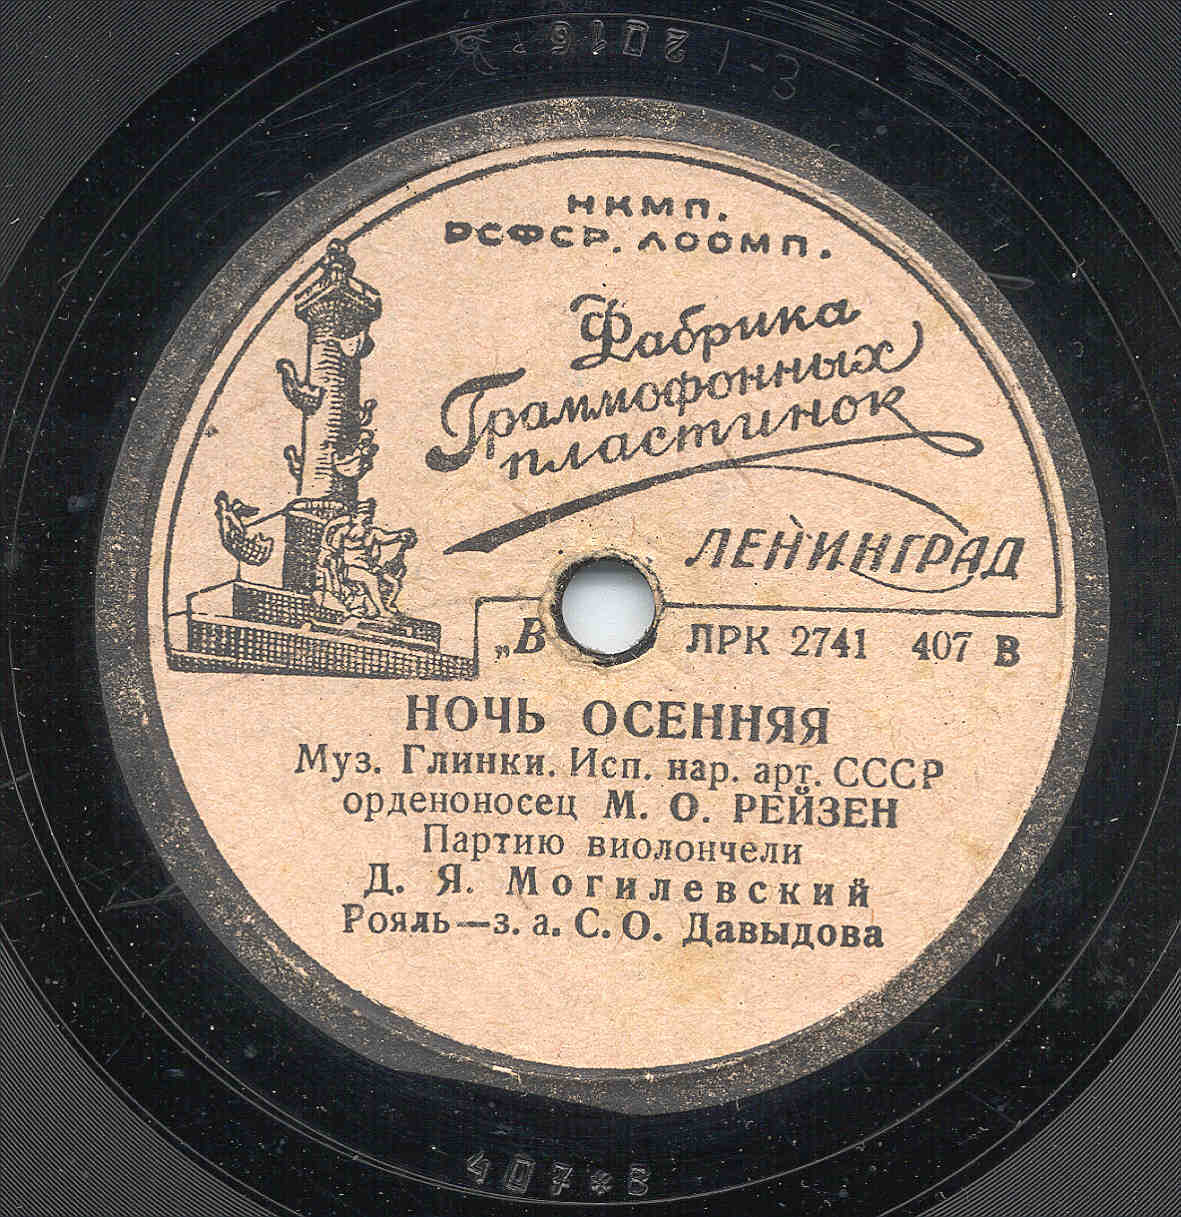 НКМП.
РСФСР. ЛООМП.
Фабрика
Граммофонных
пластинок
ЛЕНИНГРАД
„В ЛРК 2741 407 В
НОЧЬ ОСЕННЯЯ
Муз. Глинки. Исп. нар. арт. СССР
орденоносец М. О. РЕЙЗЕН
Партию виолончели
Д. Я. Могилевский
Рояль—з. а. С. О. Давыдова
407*В